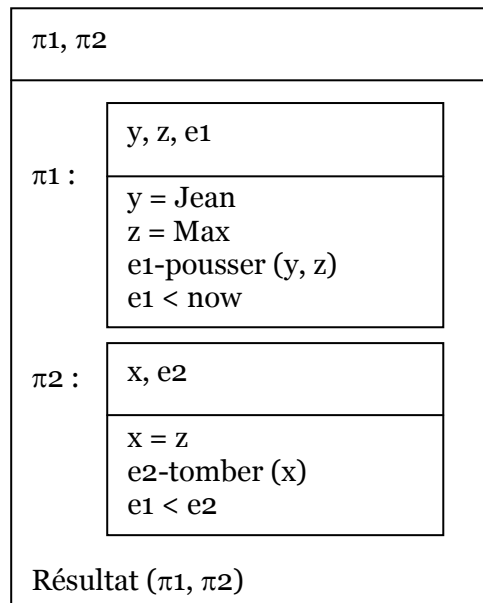 π1, π2
y, z, e1
π1 :
y = Jean
z = Max
e1-pousser (y, z)
e1 < now
π2 :
x, e2
x = z
e2-tomber (x)
e1 < e2
Résultat (π1, π2)